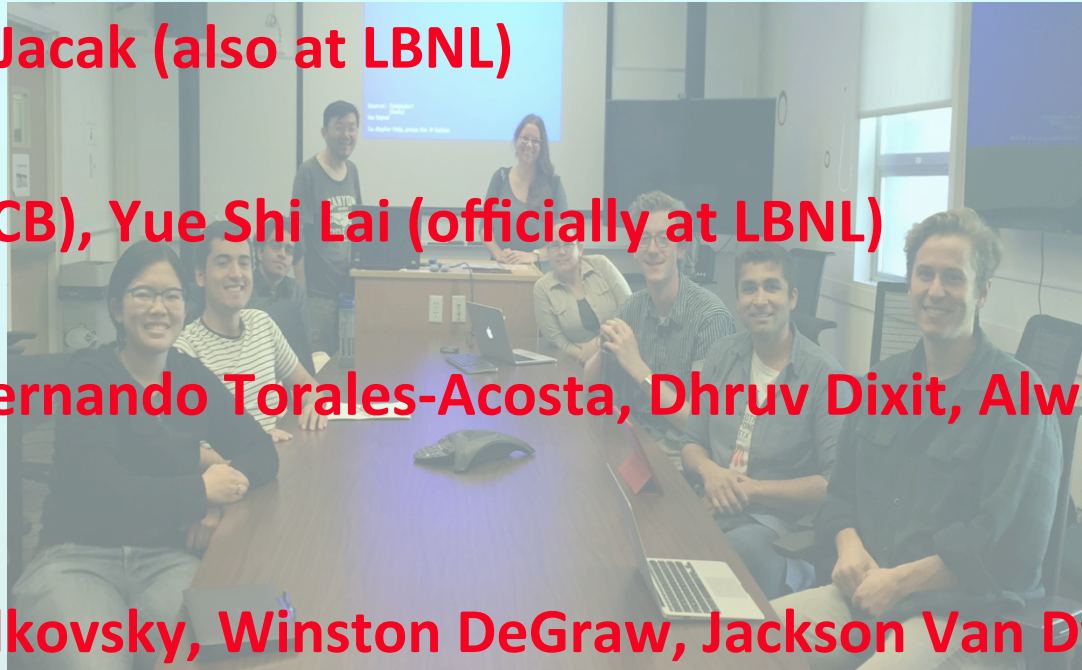 Jacak (also at LBNL)
CB), Yue Shi Lai (officially at LBNL)
ernando Torales-Acosta, Dhruv Dixit, Alw
lkovsky, Winston DeGraw, Jackson Van D